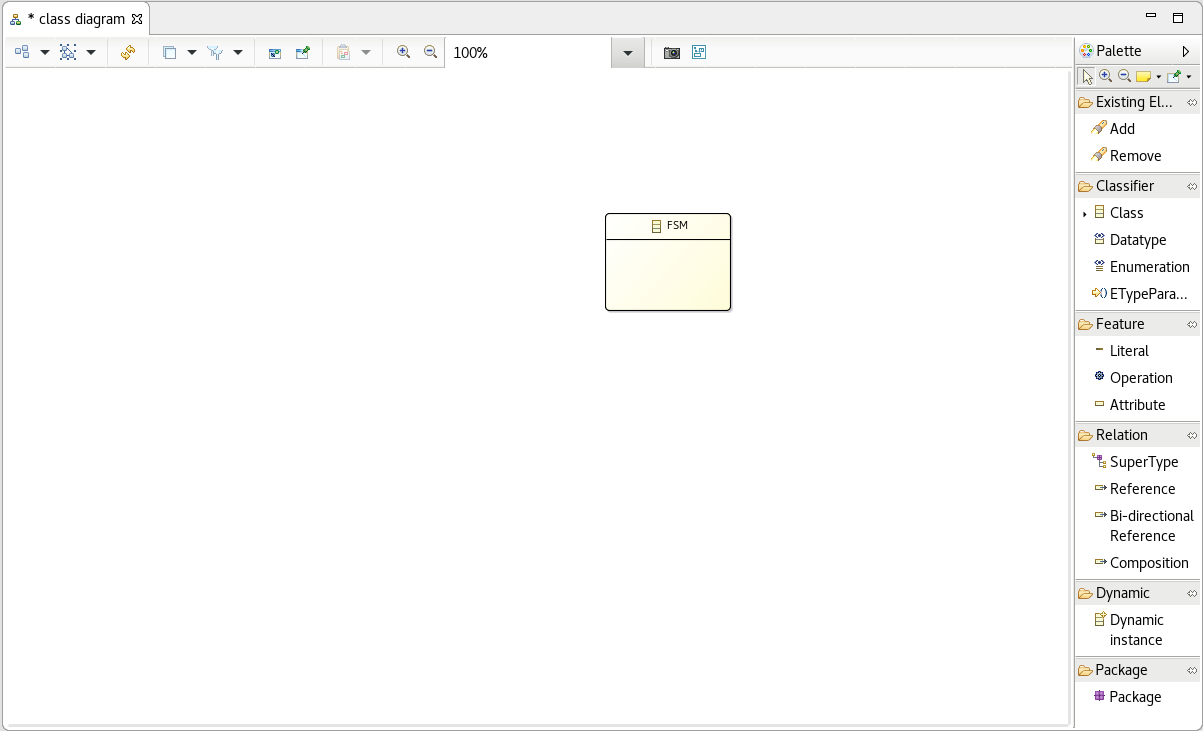 * class diagram
100%
Palette
Existing El...
Add
Remove
Classifier
Class
Datatype
Enumeration
ETypePara...
Feature
Literal
Operation
Attribute
Relation
SuperType
Reference
Bi-directional
Reference
Composition
Dynamic
Dynamic
instance
Package
Package
FSM